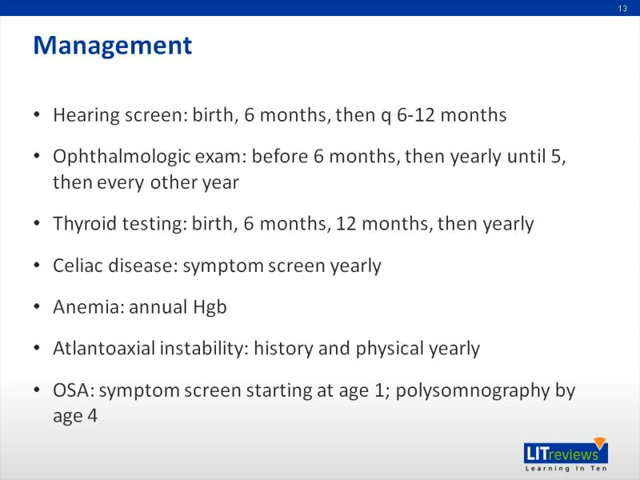 13
Management
• Hearing screen: birth, 6 months, then q 6-12 months
• Ophthalmologic exam: before 6 months, then yearly until 5,
then every other year
• Thyroid testing: birth, 6 months, 12 months, then yearly
• Celiac disease: symptom screen yearly
• Anemia: annual Hgb
• Atlantoaxial instability: history and physical yearly
• OSA: symptom screen starting at age 1; polysomnography by
age 4
LITreviews
Learning In Ten